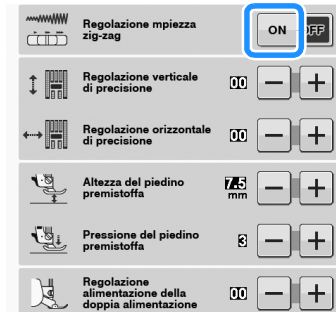 Regolazione mpiezza
zig-zag
ON
OFF
Regolazione verticale
di precisione
00
Regolazione orizzontale
di precisione
00
Altezza del piedino
premistoffa
7.5
mm
Pressione del piedino
premistoffa
3
Regolazione
alimentazione della
doppia alimentazione
00